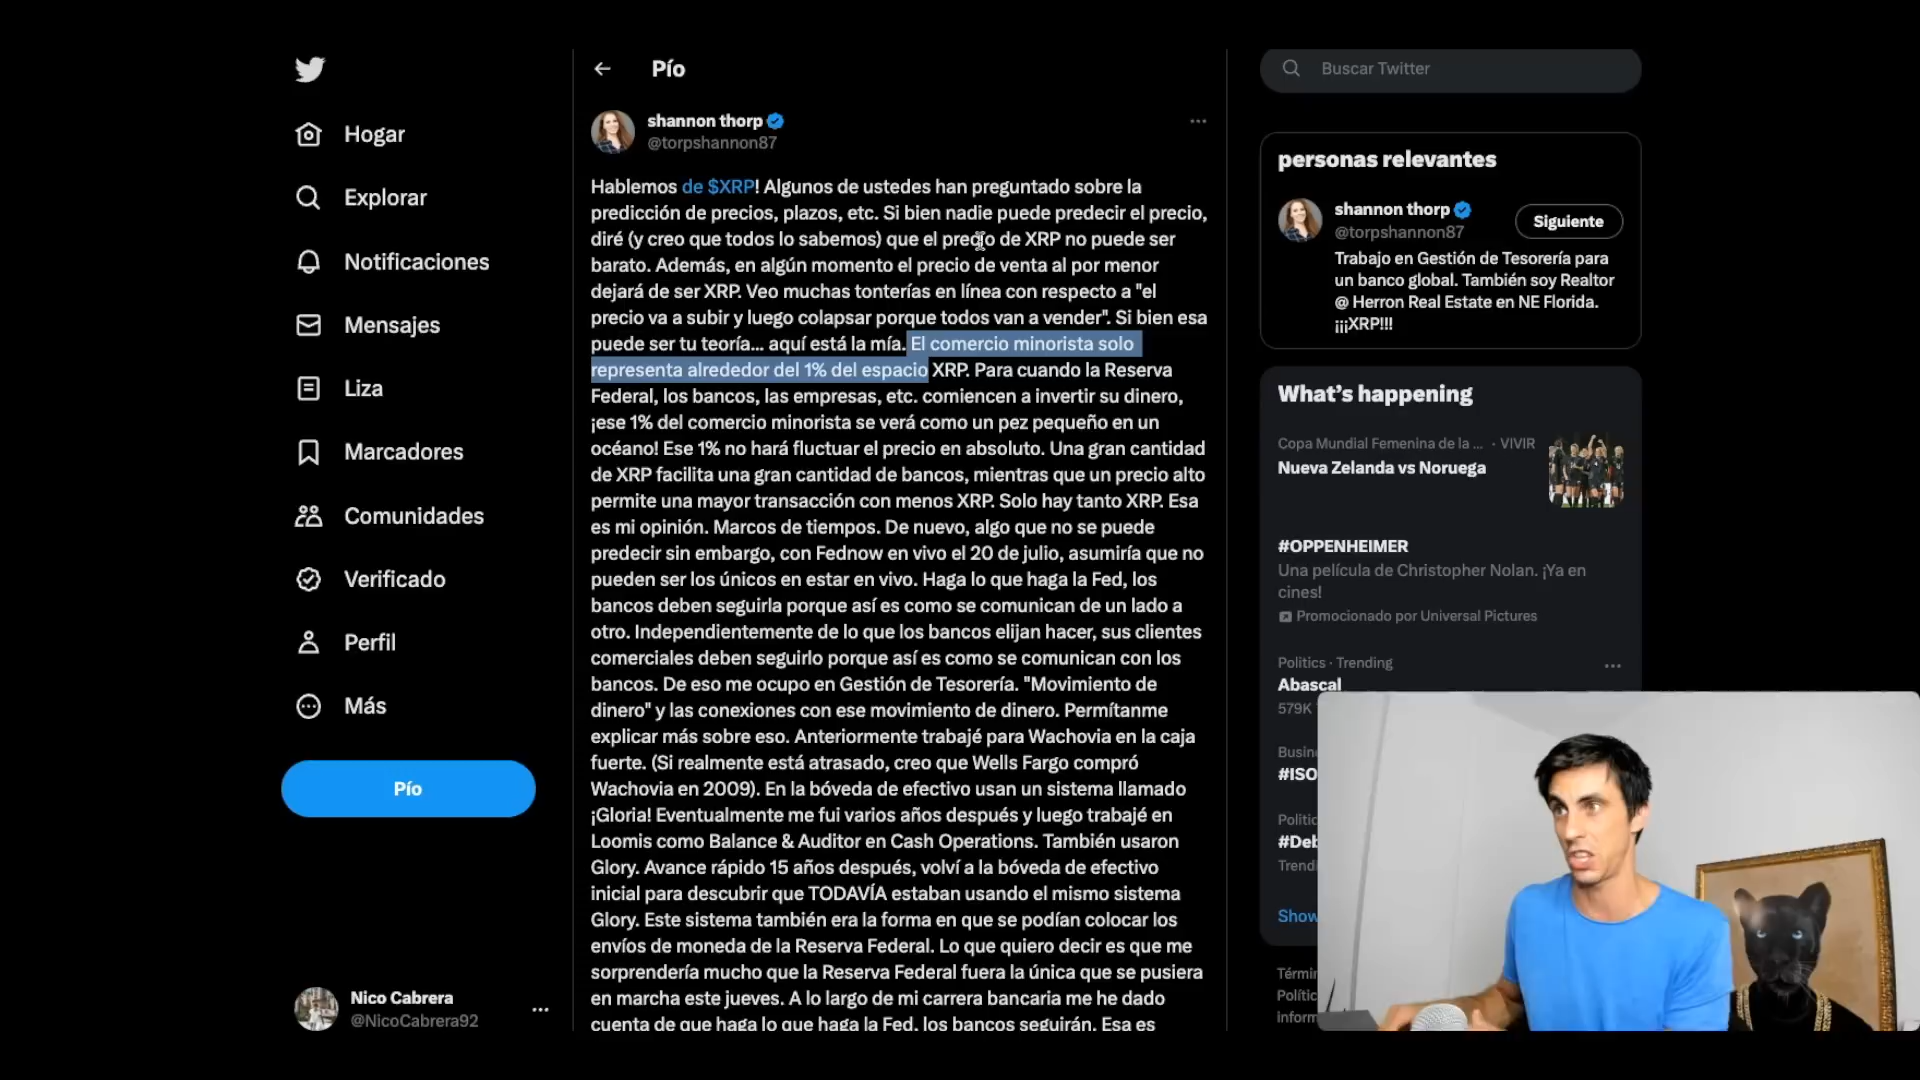 Hogar
Explorar
Notificaciones
Mensajes
Liza
Marcadores
Comunidades
Verificado
Perfil
Más
Pío
Nico Cabrera
@NicoCabrera92
Pío
shannon thorp
@torpshannon87
Hablemos de $XRP! Algunos de ustedes han preguntado sobre la
predicción de precios, plazos, etc. Si bien nadie puede predecir el precio,
diré (y creo que todos lo sabemos) que el precio de XRP no puede ser
barato. Además, en algún momento el precio de venta al por menor
dejará de ser XRP. Veo muchas tonterías en línea con respecto a "el
precio va a subir y luego colapsar porque todos van a vender". Si bien esa
puede ser tu teoría... aquí está la mía. El comercio minorista solo
representa alrededor del 1% del espacio XRP. Para cuando la Reserva
Federal, los bancos, las empresas, etc. comiencen a invertir su dinero,
¡ese 1% del comercio minorista se verá como un pez pequeño en un
océano! Ese 1% no hará fluctuar el precio en absoluto. Una gran cantidad
de XRP facilita una gran cantidad de bancos, mientras que un precio alto
permite una mayor transacción con menos XRP. Solo hay tanto XRP. Esa
es mi opinión. Marcos de tiempos. De nuevo, algo que no se puede
predecir sin embargo, con Fednow en vivo el 20 de julio, asumiría que no
pueden ser los únicos en estar en vivo. Haga lo que haga la Fed, los
bancos deben seguirla porque así es como se comunican de un lado a
otro. Independientemente de lo que los bancos elijan hacer, sus clientes
comerciales deben seguirlo porque así es como se comunican con los
bancos. De eso me ocupo en Gestión de Tesorería. "Movimiento de
dinero" y las conexiones con ese movimiento de dinero. Permítanme
explicar más sobre eso. Anteriormente trabajé para Wachovia en la caja
fuerte. (Si realmente está atrasado, creo que Wells Fargo compró
Wachovia en 2009). En la bóveda de efectivo usan un sistema llamado
¡Gloria! Eventualmente me fui varios años después y luego trabajé en
Loomis como Balance & Auditor en Cash Operations. También usaron
Glory. Avance rápido 15 años después, volví a la bóveda de efectivo
inicial para descubrir que TODAVÍA estaban usando el mismo sistema
Glory. Este sistema también era la forma en que se podían colocar los
envíos de moneda de la Reserva Federal. Lo que quiero decir es que me
sorprendería mucho que la Reserva Federal fuera la única que se pusiera
en marcha este jueves. A lo largo de mi carrera bancaria me he dado
cuenta de que haga lo que haga la Fed, los bancos seguirán. Esa es
Buscar Twitter
personas relevantes
shannon thorp
@torpshannon87
Siguiente
Trabajo en Gestión de Tesorería para
un banco global. También soy Realtor
@ Herron Real Estate en NE Florida.
¡¡¡XRP!!!
What's happening
Copa Mundial Femenina de la ... · VIVIR
Nueva Zelanda vs Noruega
#OPPENHEIMER
Una película de Christopher Nolan. ¡Ya en
cines!
Promocionado por Universal Pictures
Politics · Trending
Abascal
579K
Busin
#ISO
Politic
#Deb
Trendi
Show
Términ
Polític
inform